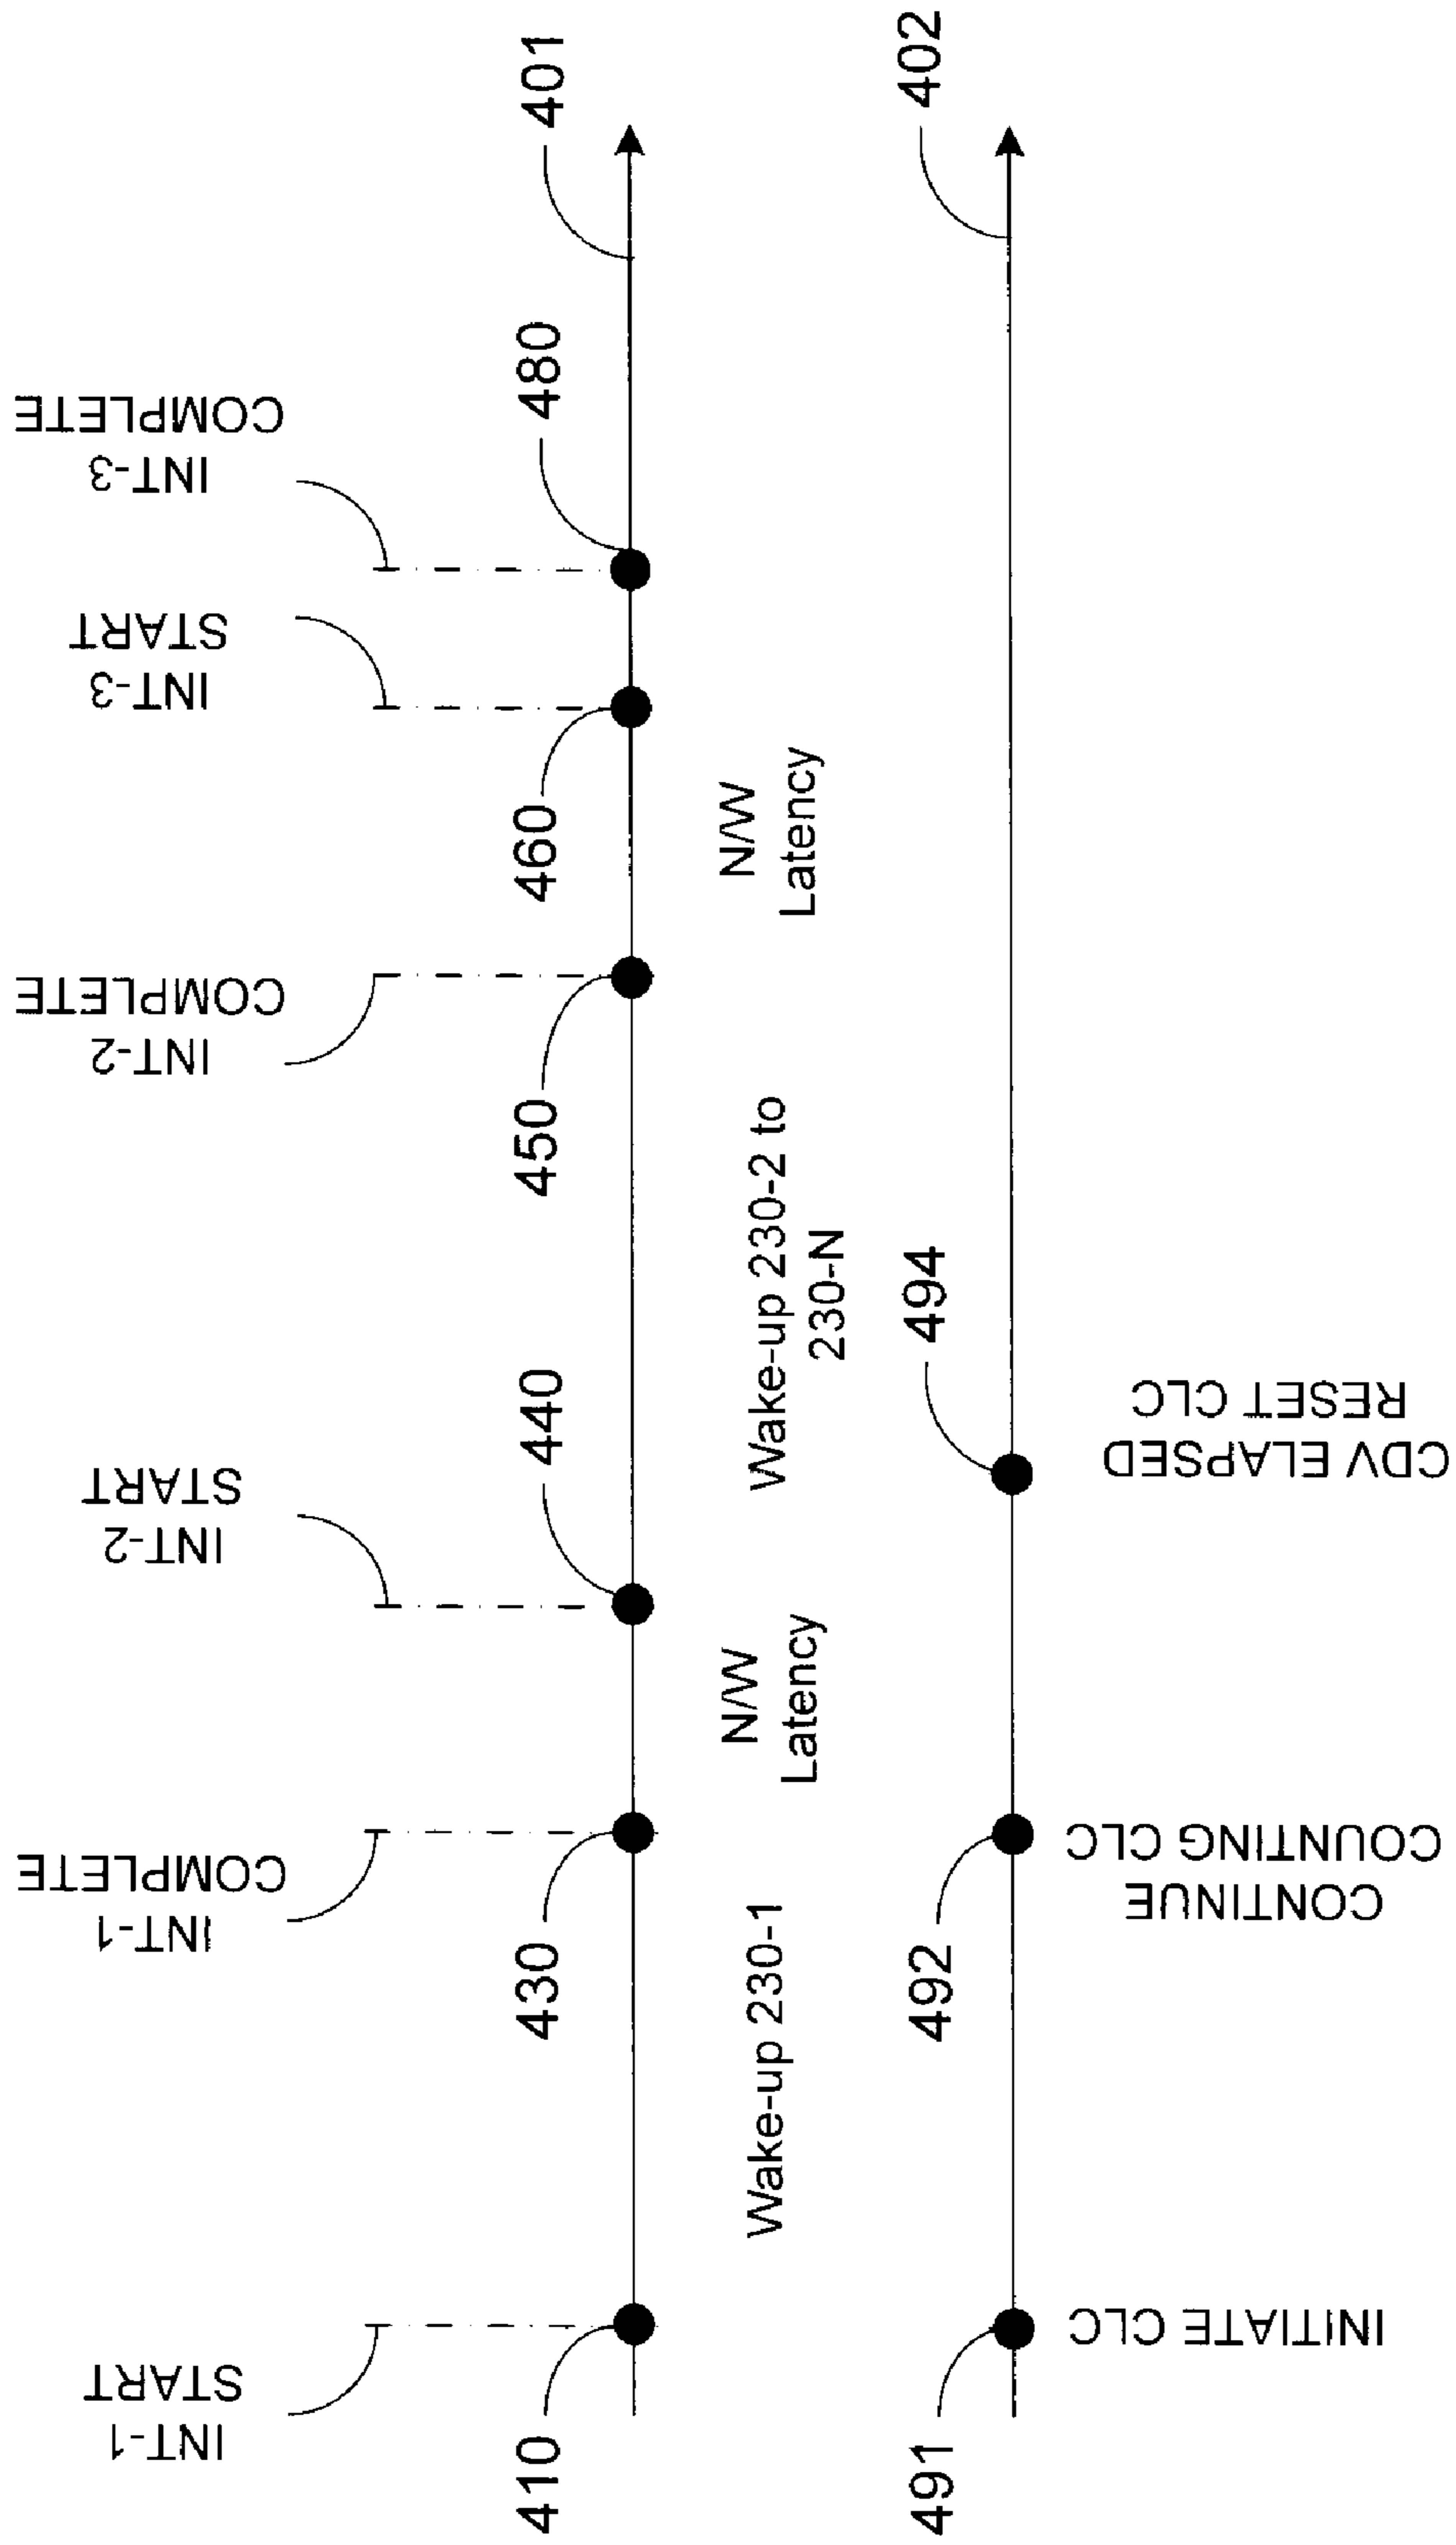 INT-1
START
INT-1
COMPLETE
INT-2
START
INT-2
COMPLETE
INT-3
START
INT-3
COMPLETE
410
430
440
450
460
480
401
Wake-up 230-1
N/W
Latency
Wake-up 230-2 to
230-N
N/W
Latency
491
492
494
402
INITIATE CLC
CONTINUE
COUNTING CLC
CDV ELAPSED
RESET CLC